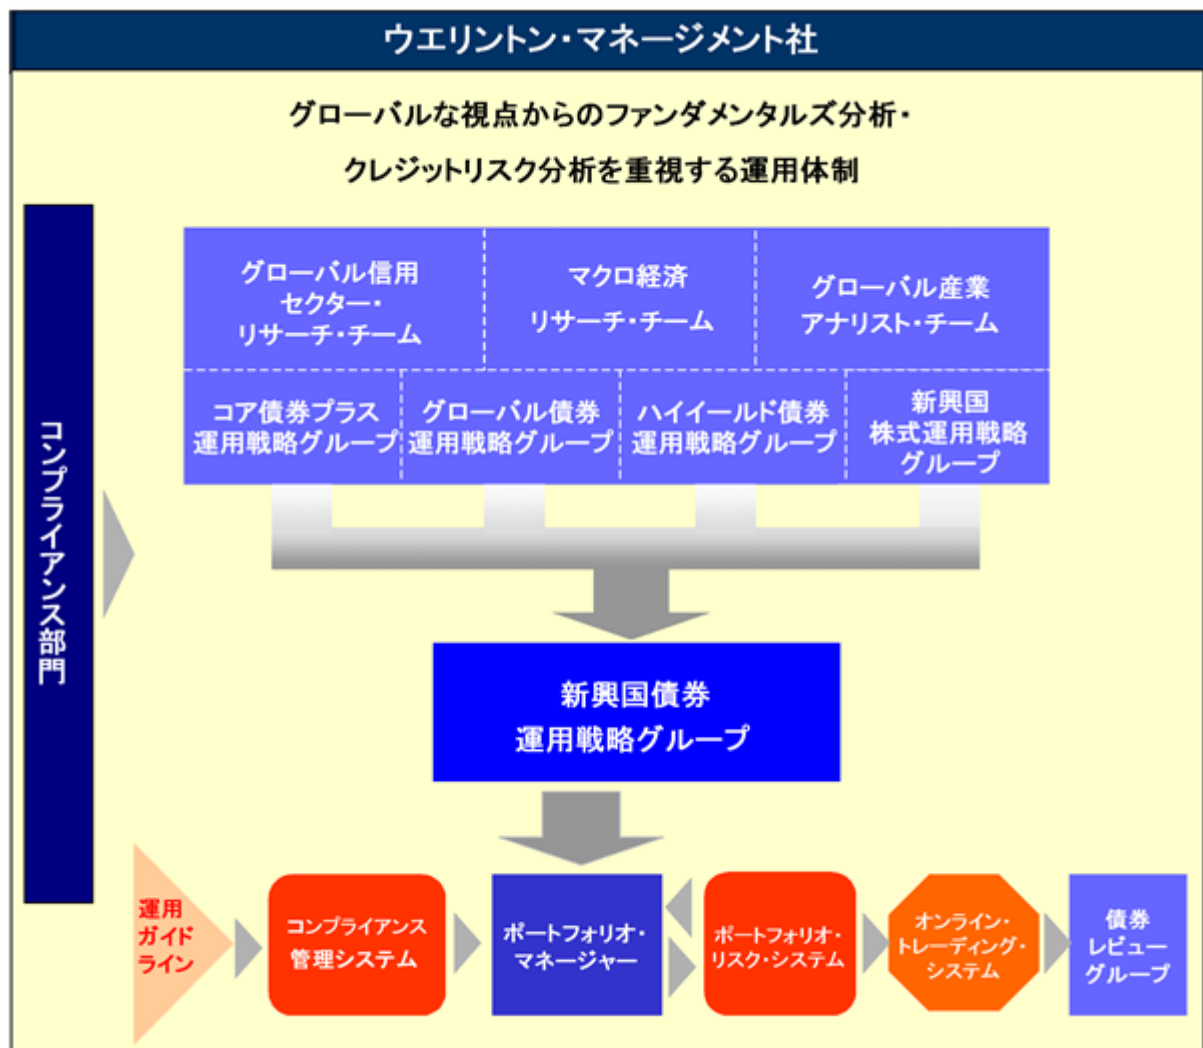 ウエリントン・マネージメント社
グローバルな視点からのファンダメンタルズ分析・
クレジットリスク分析を重視する運用体制
コンプライアンス部門
グローバル信用
セクター・
リサーチ・チーム
マクロ経済
リサーチ・チーム
グローバル産業
アナリスト・チーム
コア債券プラス
運用戦略グループ
グローバル債券
運用戦略グループ
ハイイールド債券
運用戦略グループ
新興国
株式運用戦略
グループ
新興国債券
運用戦略グループ
運用
ガイド
ライン
コンプライアンス
管理システム
ポートフォリオ・
マネージャー
ポートフォリオ・
リスク・システム
オンライン・
トレーディング・
システム
債券
レビュー
グループ